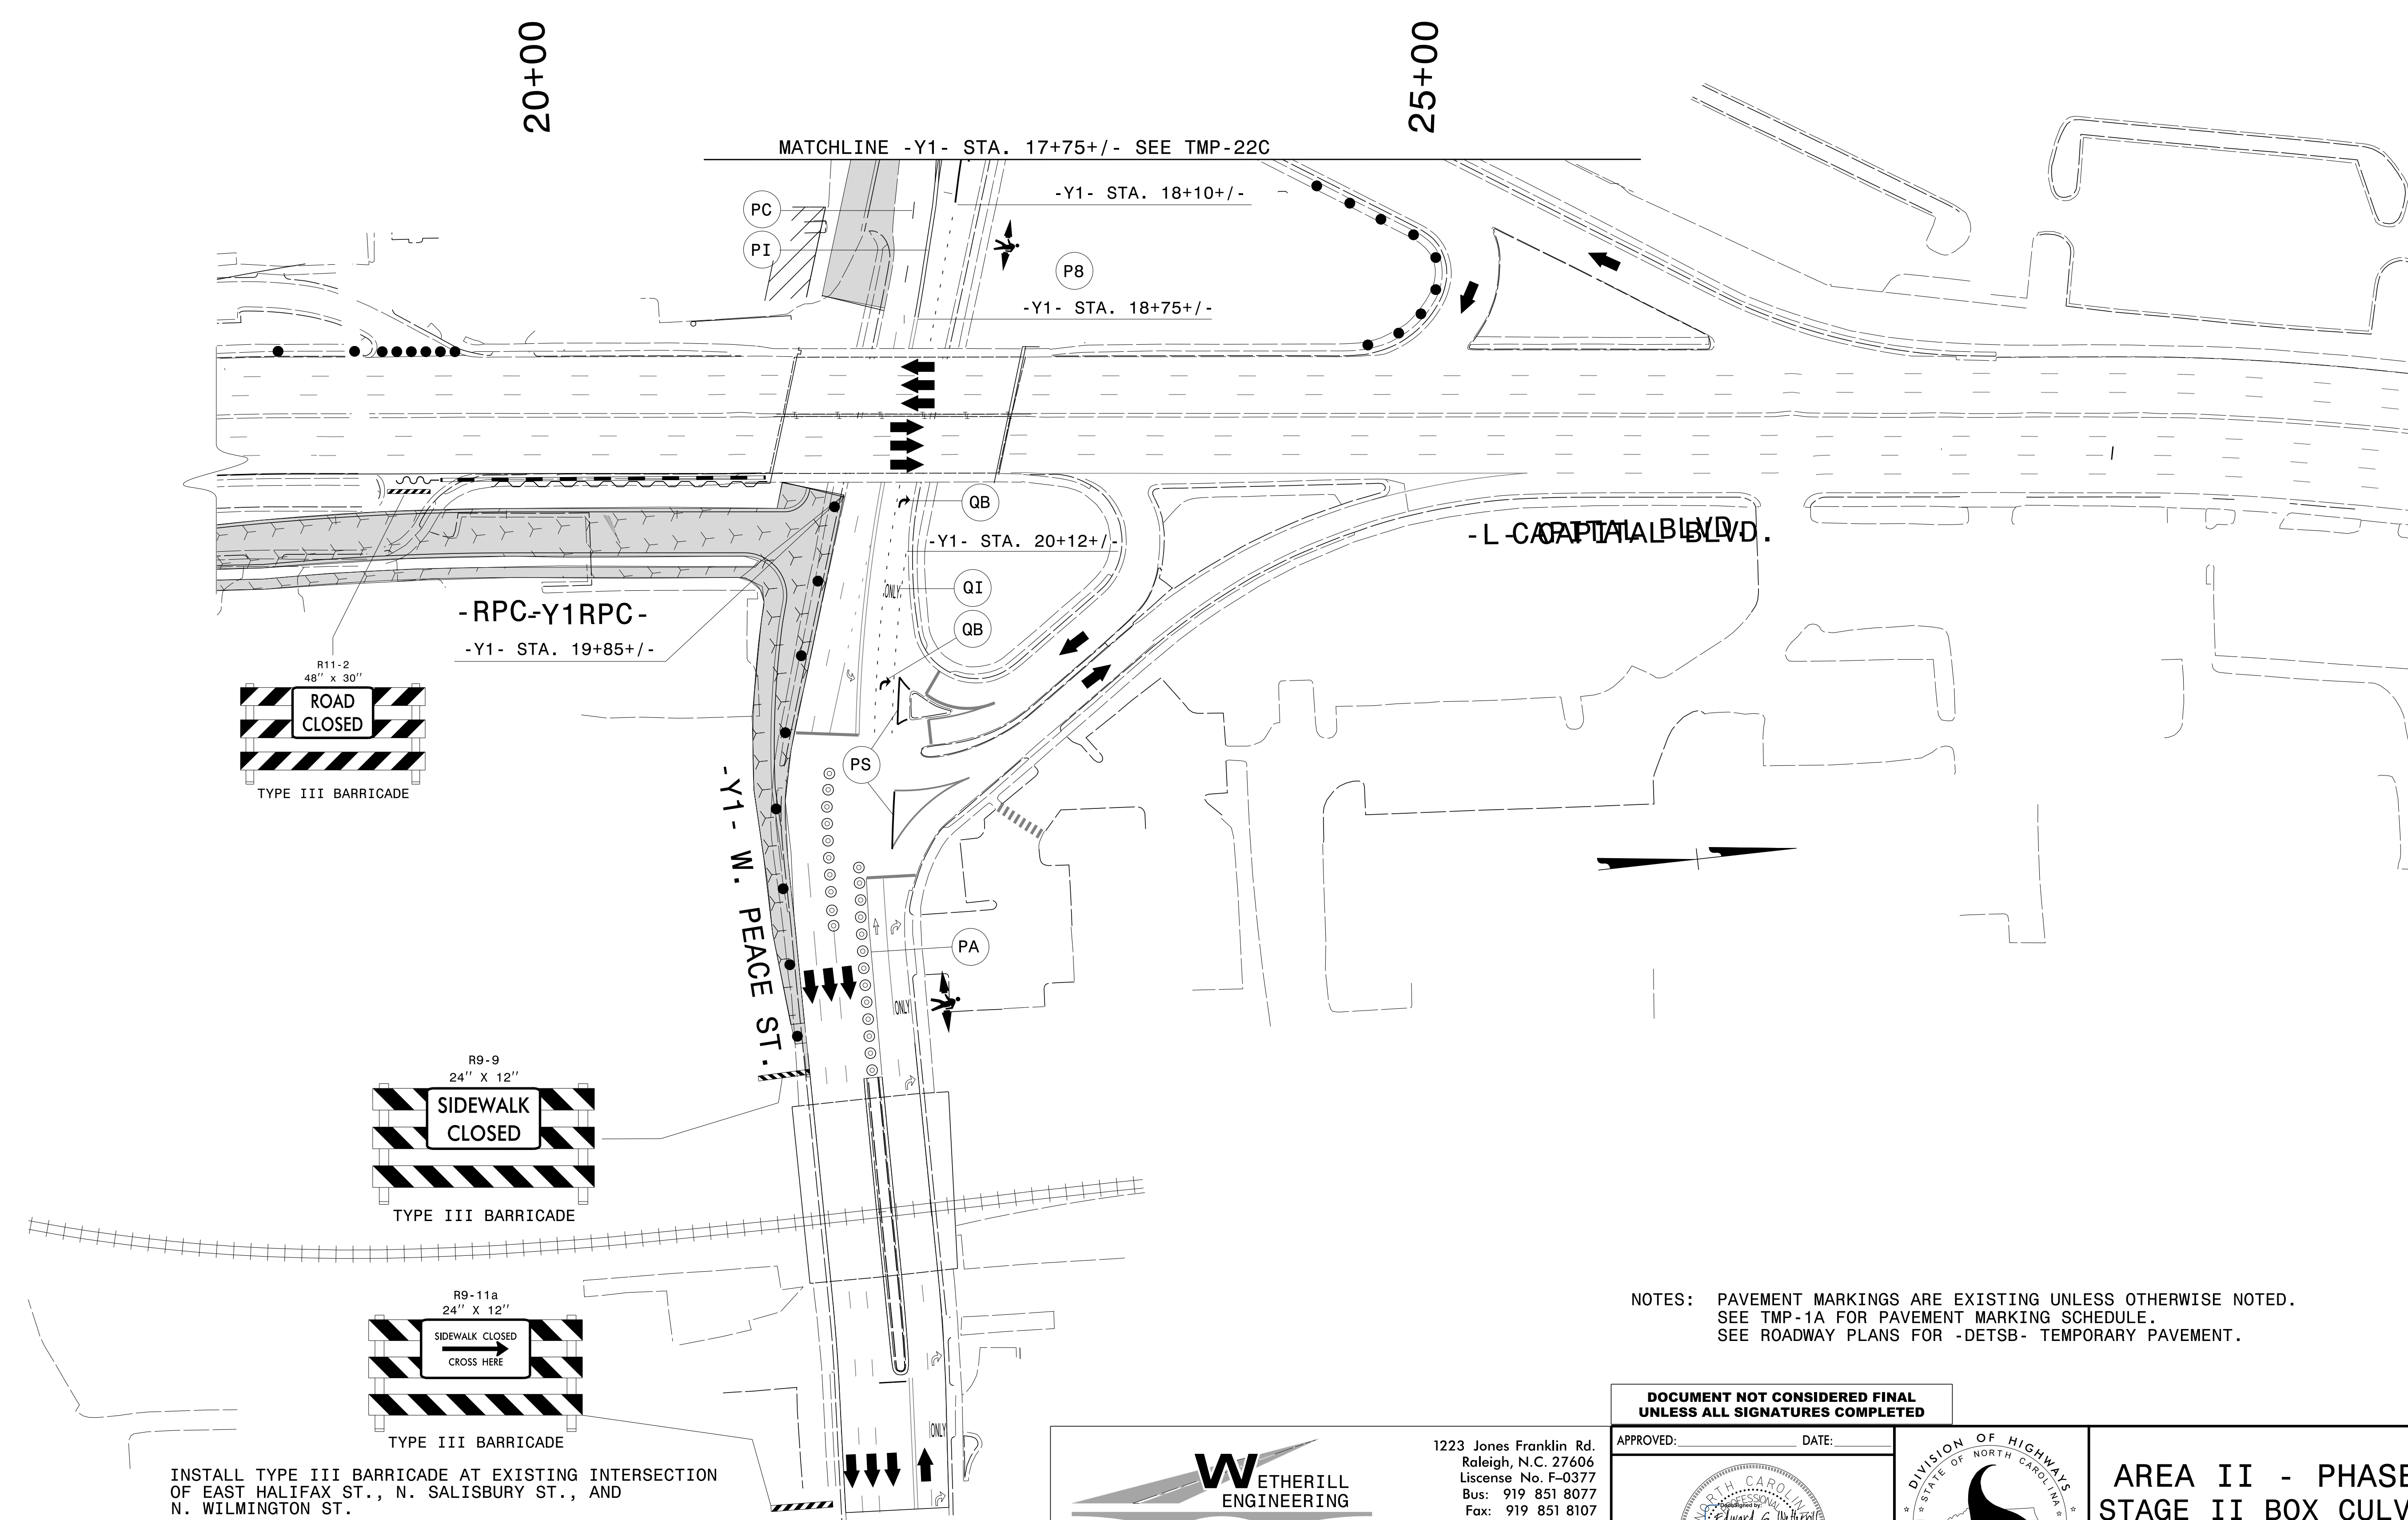 20+00
25+00
MATCHLINE -Y1- STA. 17+75+/- SEE TMP-22C
-Y1- STA. 18+10+/-
PC
PI
P8
-Y1- STA. 18+75+/-
QB
-Y1- STA. 20+12+/-
-L- CAPITAL BLVD.
ONLY
QI
-RPC-
-Y1RPC-
QB
-Y1- STA. 19+85+/-
R11-2
48'' x 30''
ROAD
CLOSED
TYPE III BARRICADE
PS
-Y1- W. PEACE ST.
PA
ONLY
R9-9
24'' X 12''
SIDEWALK
CLOSED
TYPE III BARRICADE
R9-11a
24'' X 12''
SIDEWALK CLOSED
CROSS HERE
TYPE III BARRICADE
INSTALL TYPE III BARRICADE AT EXISTING INTERSECTION
OF EAST HALIFAX ST., N. SALISBURY ST., AND
N. WILMINGTON ST.
ONLY
NOTES: PAVEMENT MARKINGS ARE EXISTING UNLESS OTHERWISE NOTED.
SEE TMP-1A FOR PAVEMENT MARKING SCHEDULE.
SEE ROADWAY PLANS FOR -DETSB- TEMPORARY PAVEMENT.
DOCUMENT NOT CONSIDERED FINAL
UNLESS ALL SIGNATURES COMPLETED
WETHERILL
ENGINEERING
1223 Jones Franklin Rd.
Raleigh, N.C. 27606
Liscense No. F-0377
Bus: 919 851 8077
Fax: 919 851 8107
APPROVED: DATE:
NORTH CAROLIN
PROFESSIONAL
DIVISION OF HIGHWAYS
STATE OF NORTH CAROLINA
AREA II - PHASE
STAGE II BOX CULV